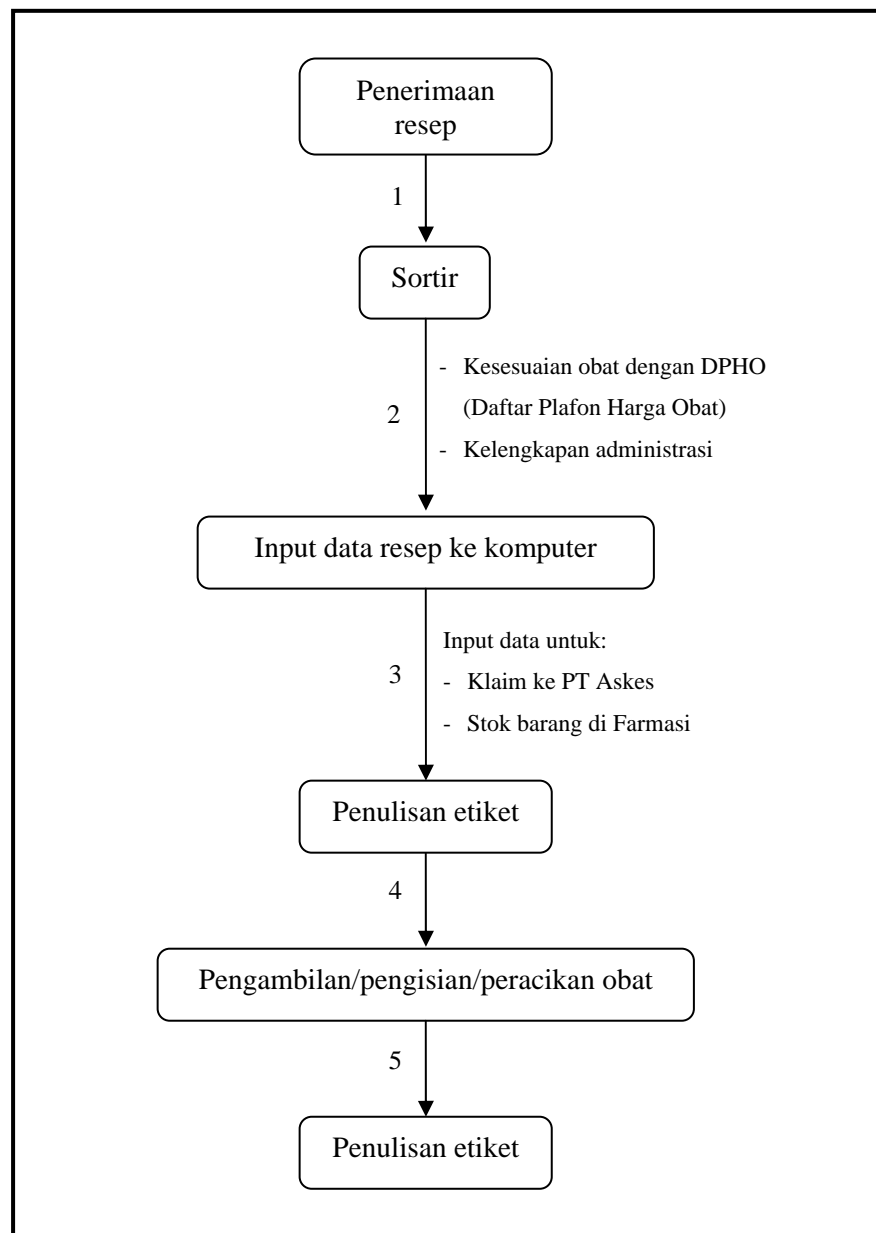 Penerimaan
resep
1
Sortir
2
- Kesesuaian obat dengan DPHO
(Daftar Plafon Harga Obat)
- Kelengkapan administrasi
Input data resep ke komputer
3
Input data untuk:
- Klaim ke PT Askes
- Stok barang di Farmasi
Penulisan etiket
4
Pengambilan/pengisian/peracikan obat
5
Penulisan etiket